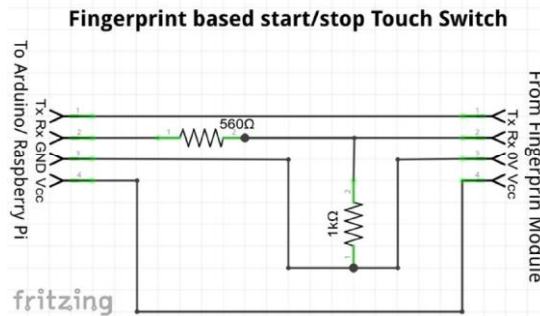 Fingerprint based start/stop Touch Switch
To Arduino/ Raspberry Pi
Tx Rx GND Vcc
1
2
3
4
1
2
560Ω
2
1kΩ
1
1
2
3
4
Tx Rx 0V Vcc
From Fingerprin Module
fritzing